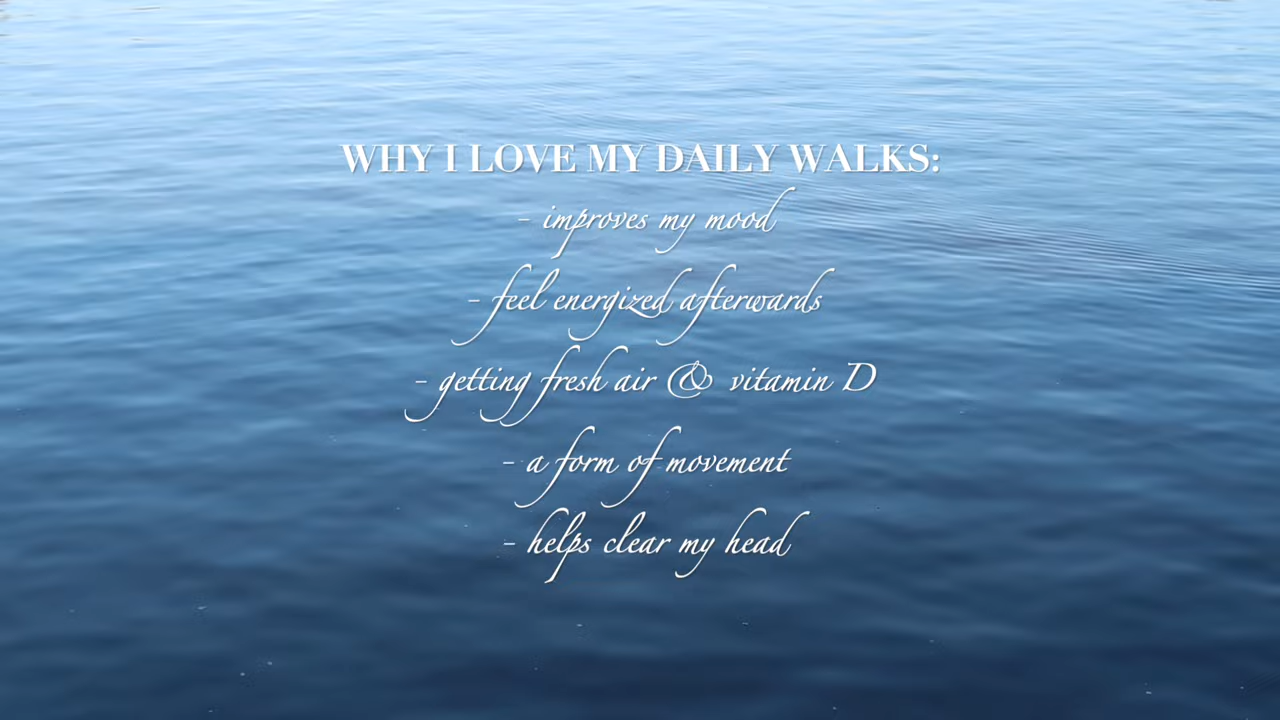 WHY I LOVE MY DAILY WALKS:
- improves my mood
- feel energized afterwards
- getting fresh air & vitamin D
- a form of movement
- helps clear my head